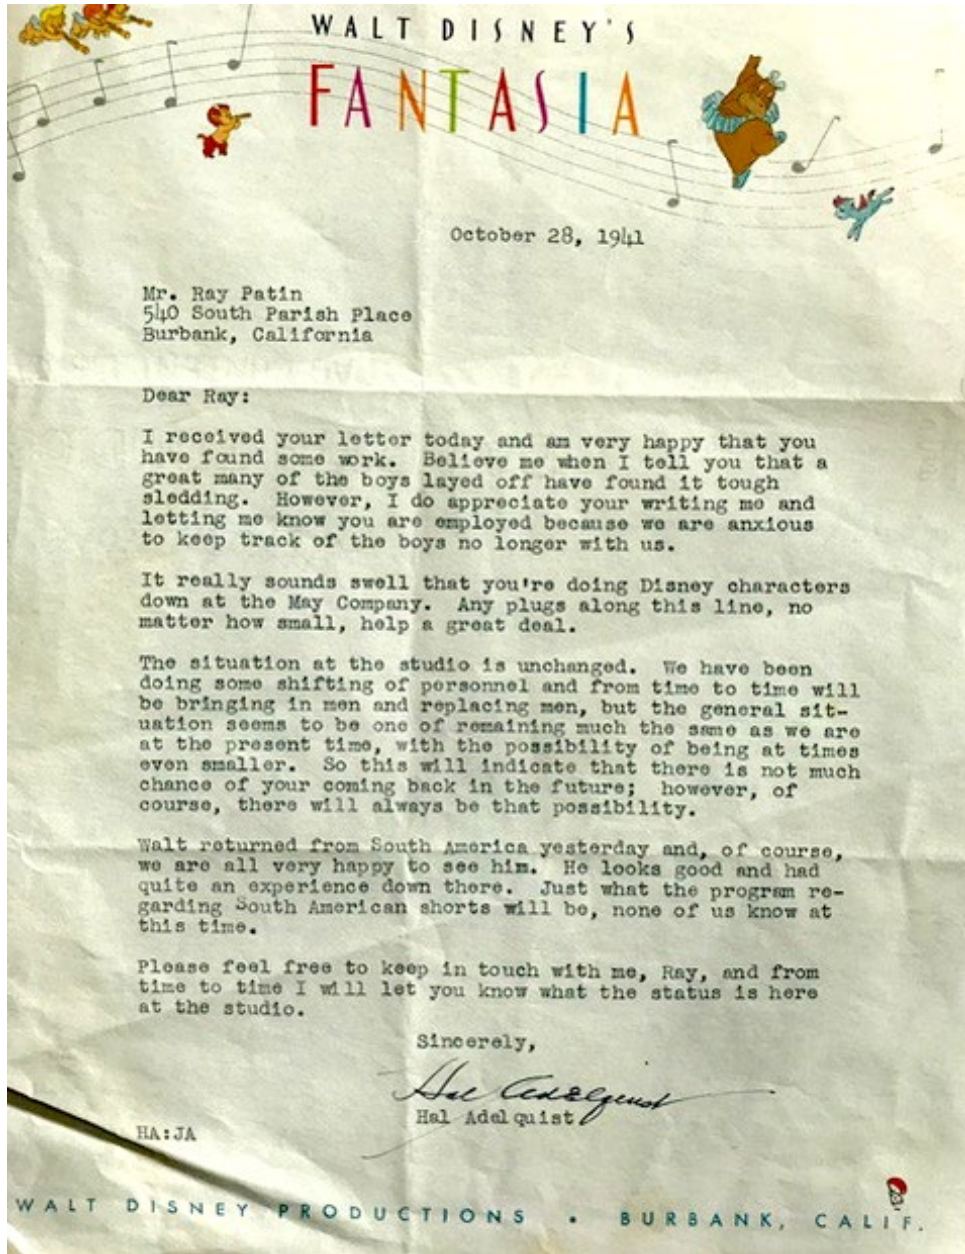 WALT DISNEY'S
FANTASIA
October 28, 1941
Mr. Ray Patin
540 South Parish Place
Burbank, California
Dear Ray:
I received your letter today and am very happy that you
have found some work. Believe me when I tell you that a
great many of the boys layed off have found it tough
sledding. However, I do appreciate your writing me and
letting me know you are employed because we are anxious
to keep track of the boys no longer with us.
It really sounds swell that you're doing Disney characters
down at the May Company. Any plugs along this line, no
matter how small, help a great deal.
The situation at the studio is unchanged. We have been
doing some shifting of personnel and from time to time will
be bringing in men and replacing men, but the general sit-
uation seems to be one of remaining much the same as we are
at the present time, with the possibility of being at times
even smaller. So this will indicate that there is not much
chance of your coming back in the future; however, of
course, there will always be that possibility.
Walt returned from South America yesterday and, of course,
we are all very happy to see him. He looks good and had
quite an experience down there. Just what the program re-
garding South American shorts will be, none of us know at
this time.
Please feel free to keep in touch with me, Ray, and from
time to time I will let you know what the status is here
at the studio.
Sincerely,
Hal Adelquist
Hal Adelquist
HA:JA
WALT DISNEY PRODUCTIONS • BURBANK, CALIF.